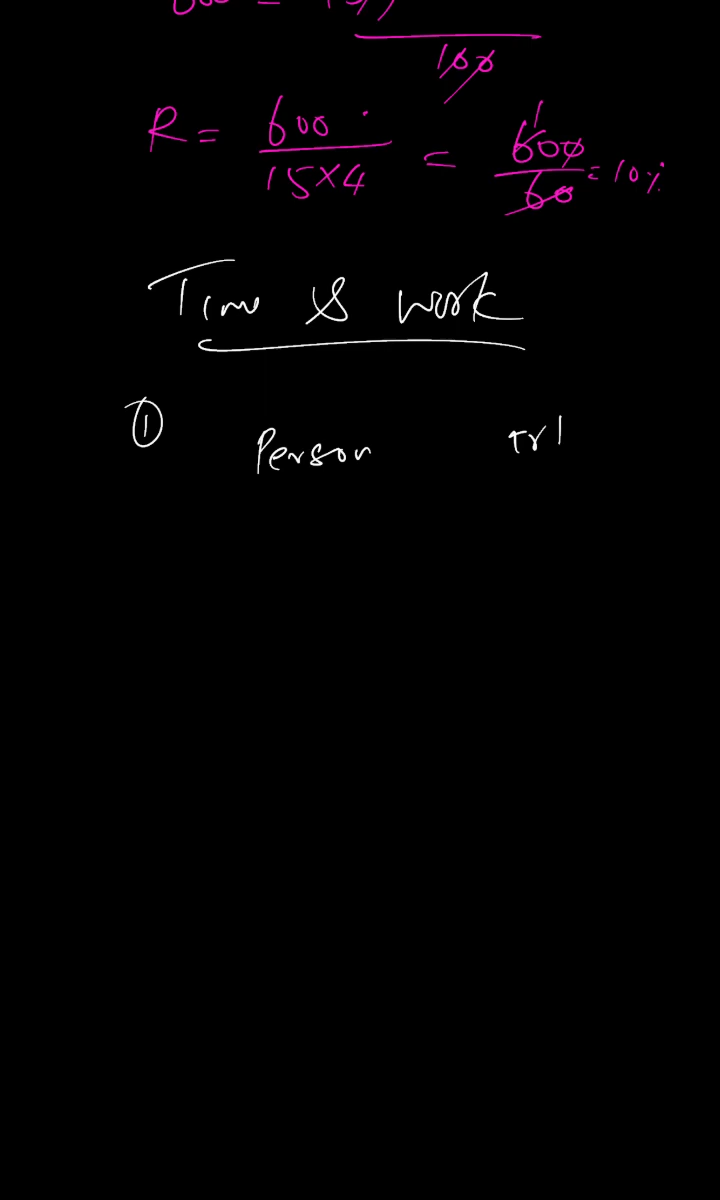 100
R = 600 / 15×4 = 600 / 60 = 10%
Time & work
① Person